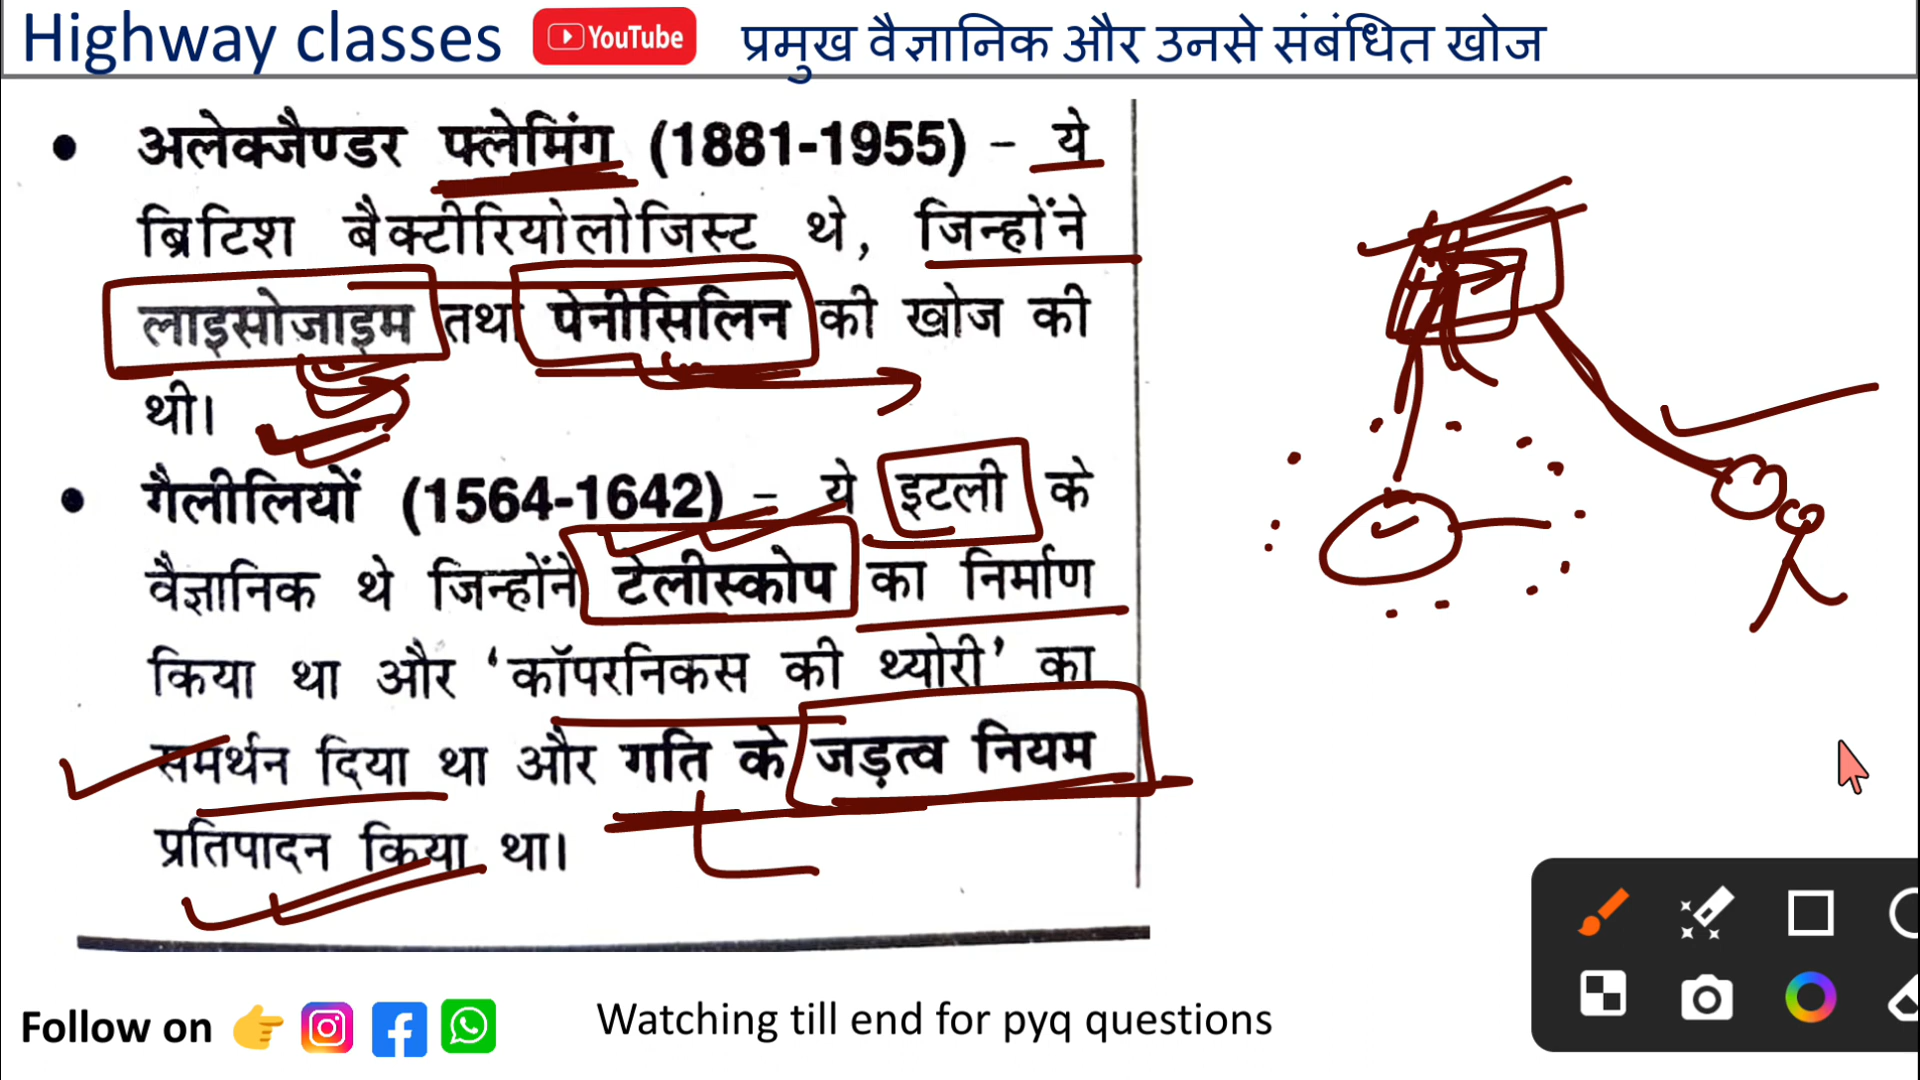 Highway classes YouTube प्रमुख वैज्ञानिक और उनसे संबंधित खोज
• अलेक्जैण्डर फ्लेमिंग (1881-1955) – ये
ब्रिटिश बैक्टीरियोलोजिस्ट थे, जिन्होंने
लाइसोजाइम तथा पेनीसिलिन की खोज की
थी।
• गैलीलियों (1564-1642) – ये इटली के
वैज्ञानिक थे जिन्होंने टेलीस्कोप का निर्माण
किया था और ‘कॉपरनिकस की थ्योरी’ का
समर्थन दिया था और गति के जड़त्व नियम
प्रतिपादन किया था।
Follow on Watching till end for pyq questions